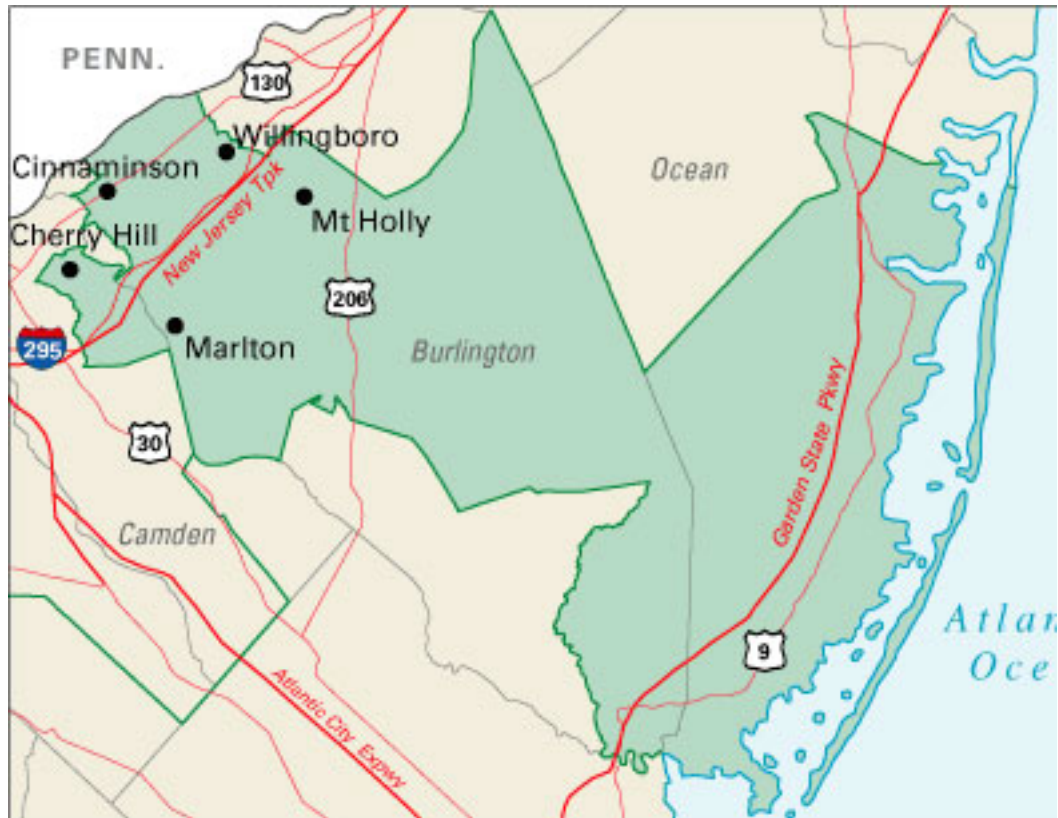 PENN.
130
Willingboro
Cinnaminson
Ocean
New Jersey Tpk
Mt Holly
Cherry Hill
206
295
Marlton
Burlington
Garden State Pkwy
30
Camden
9
Atlan
Oce
Atlantic City Expwy